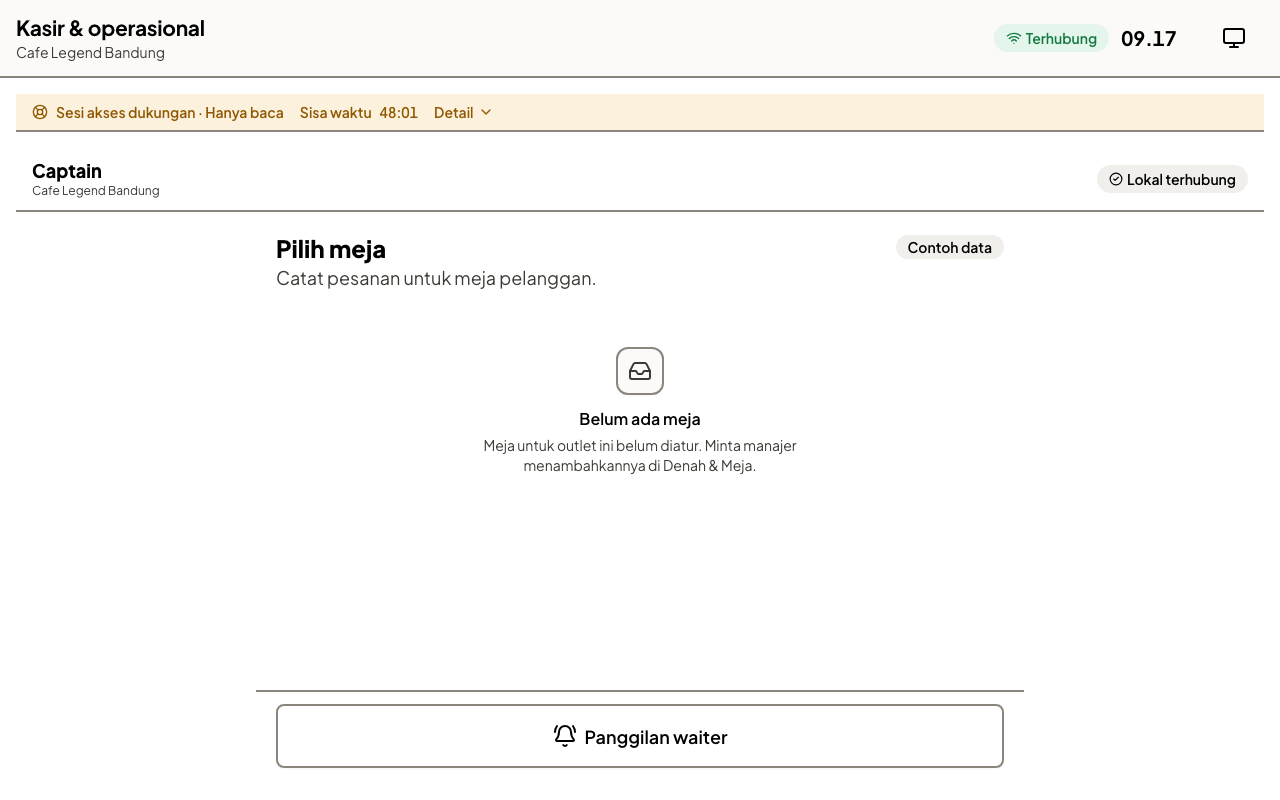 Kasir & operasional
Cafe Legend Bandung
Terhubung
09.17
Sesi akses dukungan · Hanya baca
Sisa waktu 48:01
Detail
Captain
Cafe Legend Bandung
Lokal terhubung
Pilih meja
Contoh data
Catat pesanan untuk meja pelanggan.
Belum ada meja
Meja untuk outlet ini belum diatur. Minta manajer
menambahkannya di Denah & Meja.
Panggilan waiter